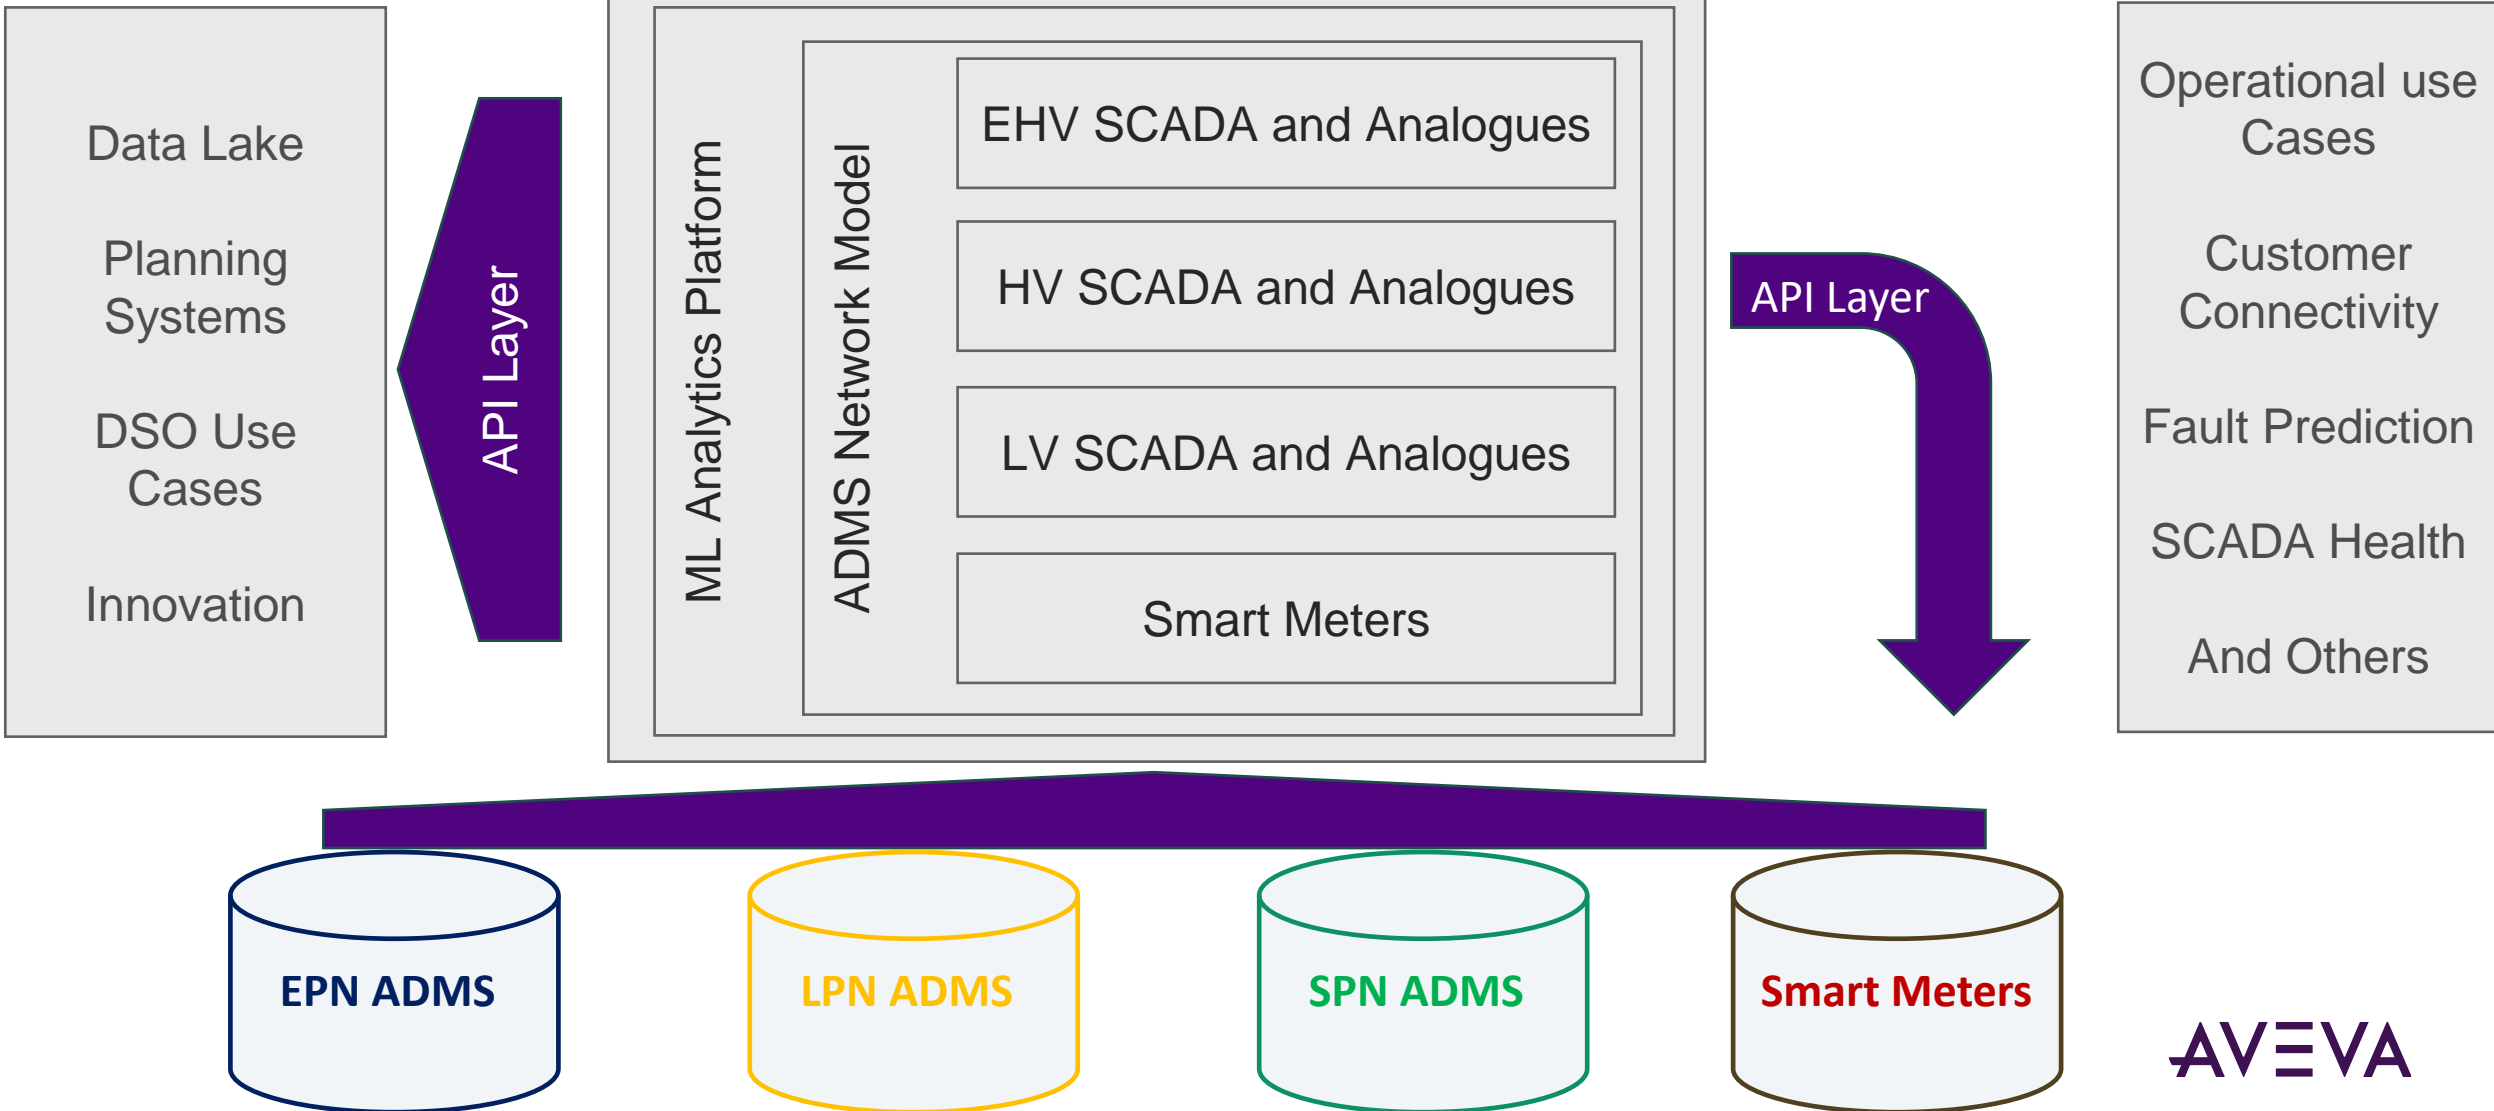 Data Lake
Planning
Systems
DSO Use
Cases
Innovation
API Layer
ML Analytics Platform
ADMS Network Model
EHV SCADA and Analogues
HV SCADA and Analogues
LV SCADA and Analogues
Smart Meters
API Layer
Operational use
Cases
Customer
Connectivity
Fault Prediction
SCADA Health
And Others
EPN ADMS
LPN ADMS
SPN ADMS
Smart Meters
AVEVA